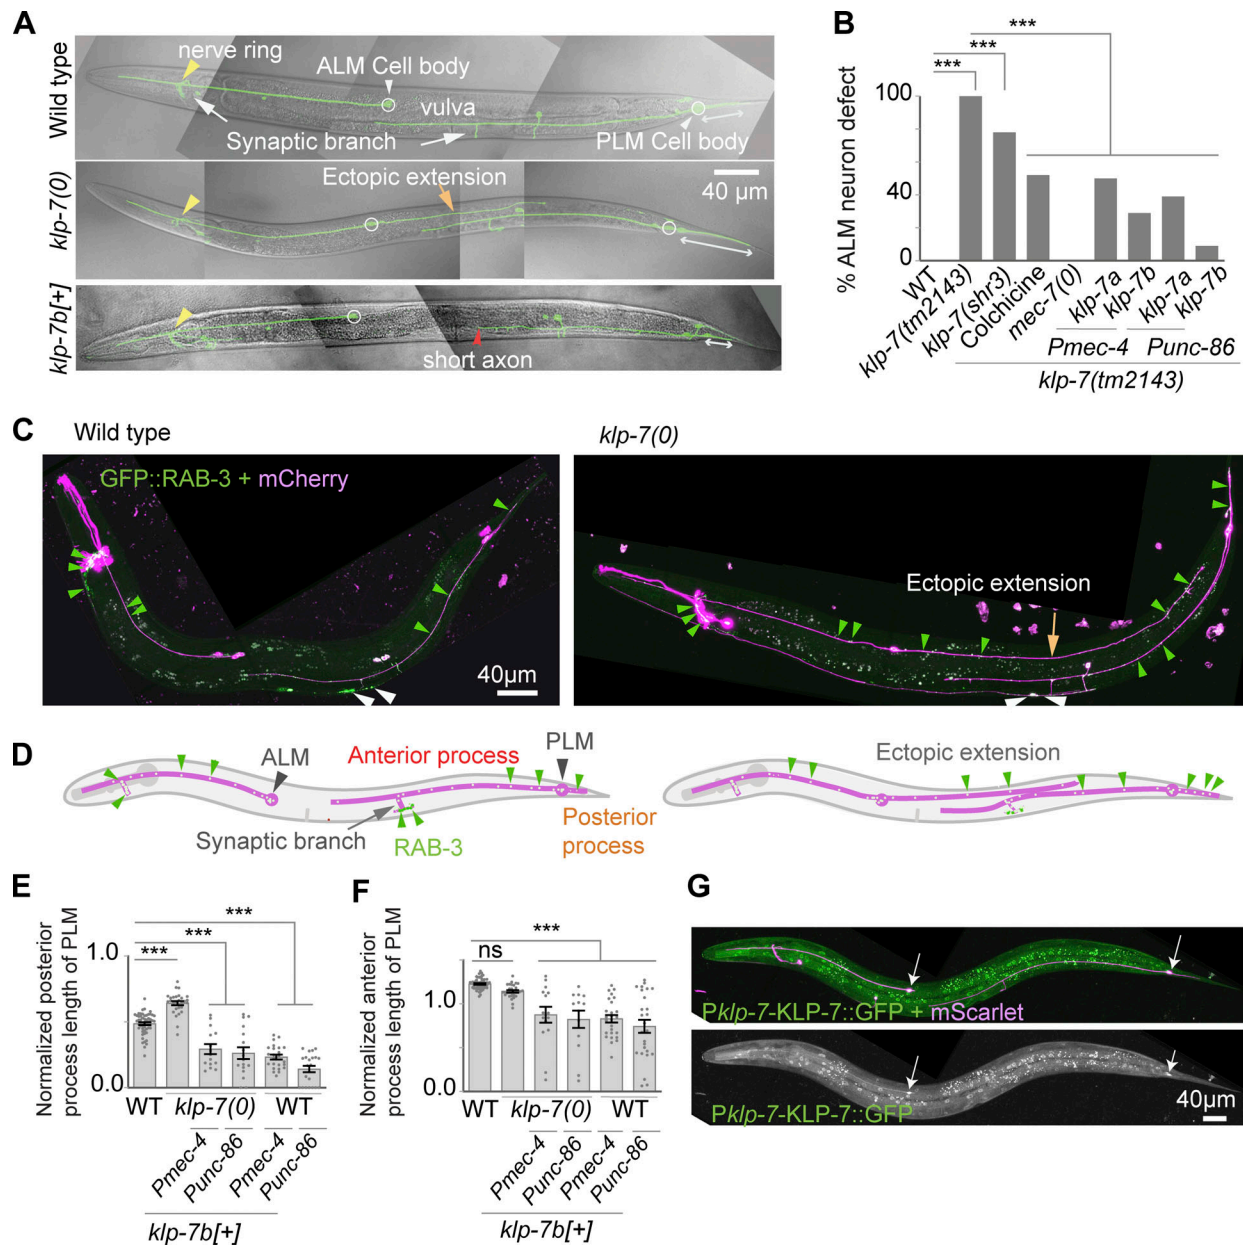 A
Wild type
nerve ring
ALM Cell body
vulva
Synaptic branch
PLM Cell body
40 µm
klp-7(0)
Ectopic extension
klp-7b[+]
short axon
B
% ALM neuron defect
***
***
***
100
40
0
WT
klp-7(tm2143)
klp-7(shr3)
Colchicine
mec-7(0)
klp-7a
klp-7b
klp-7a
klp-7b
Pmec-4
Punc-86
klp-7(tm2143)
C
Wild type
klp-7(0)
GFP::RAB-3 + mCherry
40µm
Ectopic extension
D
ALM
Anterior process
PLM
Synaptic branch
RAB-3
Posterior
process
Ectopic extension
E
Normalized posterior
process length of PLM
1.0
0.0
***
***
***
WT
klp-7(0)
WT
Pmec-4
Punc-86
Pmec-4
Punc-86
klp-7b[+]
F
Normalized anterior
process length of PLM
1.0
0.0
ns
***
WT
klp-7(0)
WT
Pmec-4
Punc-86
Pmec-4
Punc-86
klp-7b[+]
G
Pklp-7-KLP-7::GFP + mScarlet
Pklp-7-KLP-7::GFP
40µm